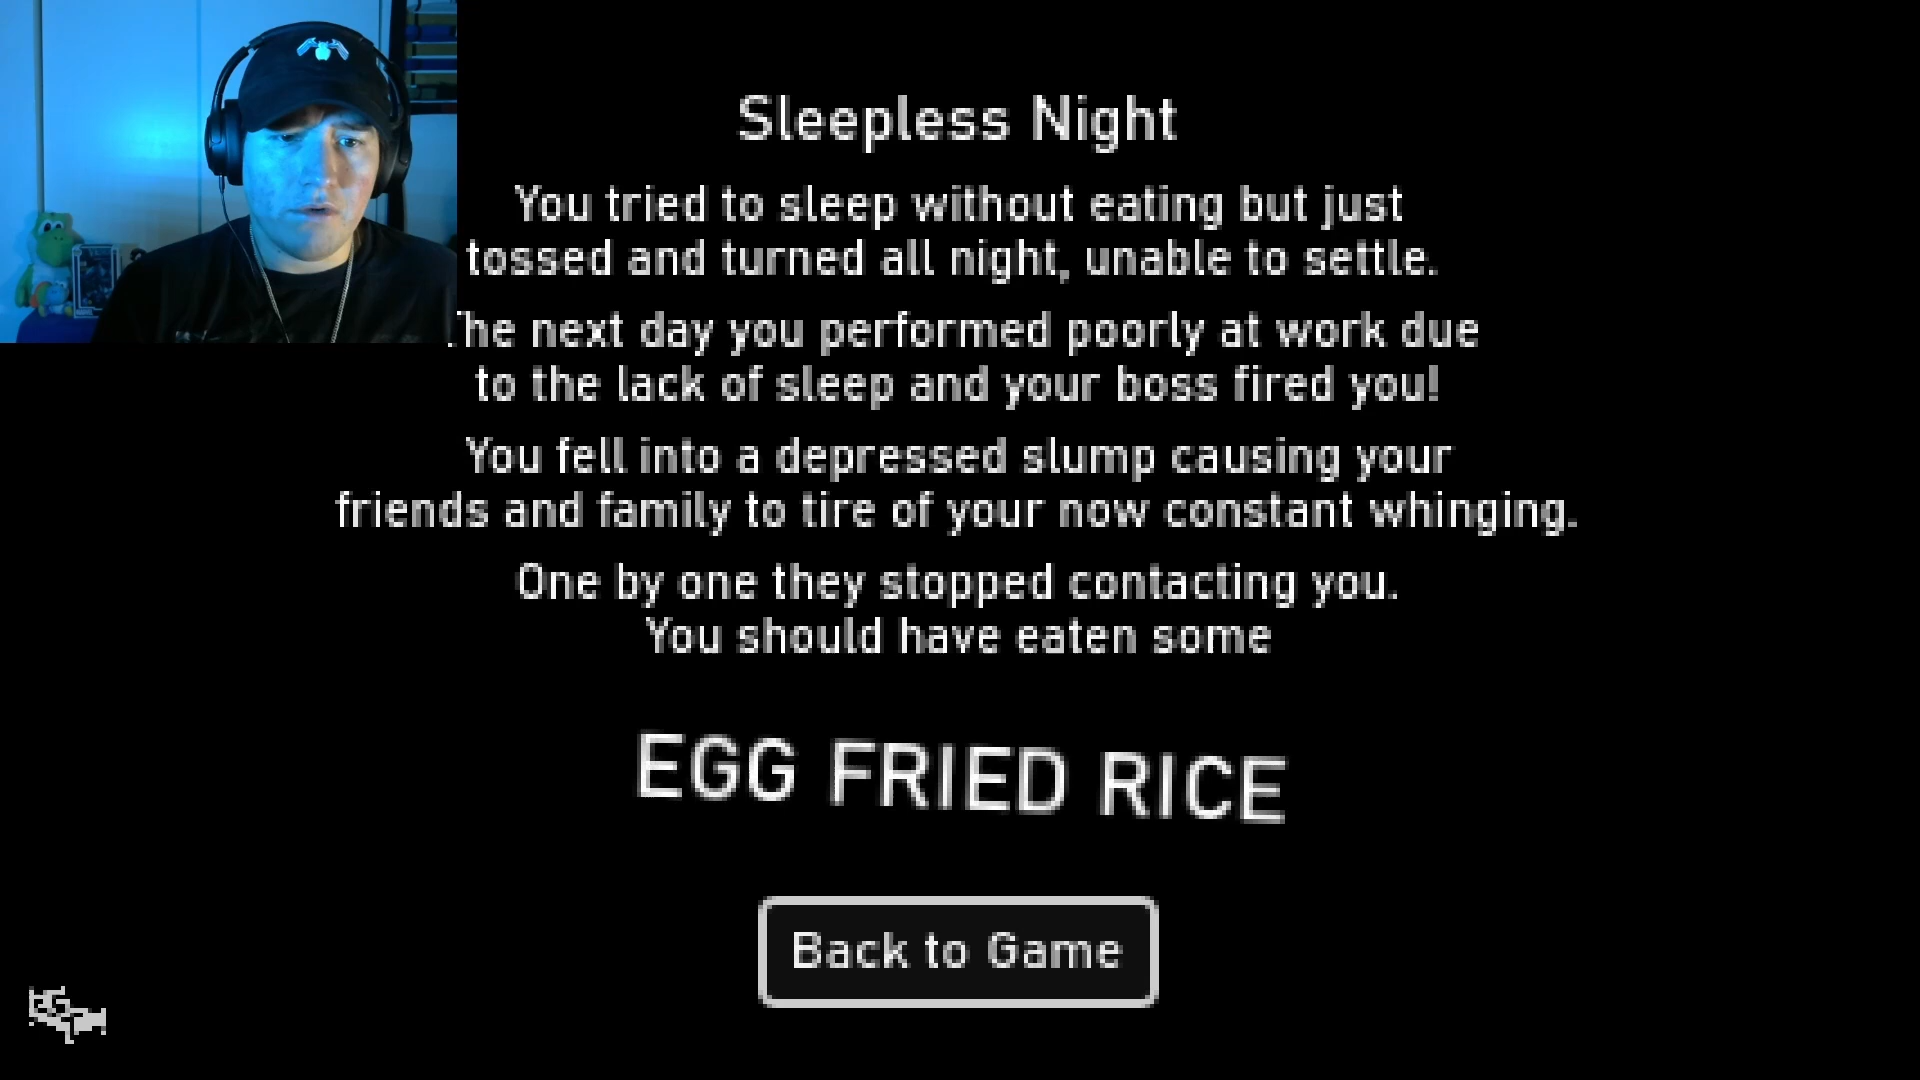 Sleepless Night
You tried to sleep without eating but just
tossed and turned all night, unable to settle.
The next day you performed poorly at work due
to the lack of sleep and your boss fired you!
You fell into a depressed slump causing your
friends and family to tire of your now constant whinging.
One by one they stopped contacting you.
You should have eaten some
EGG FRIED RICE
Back to Game